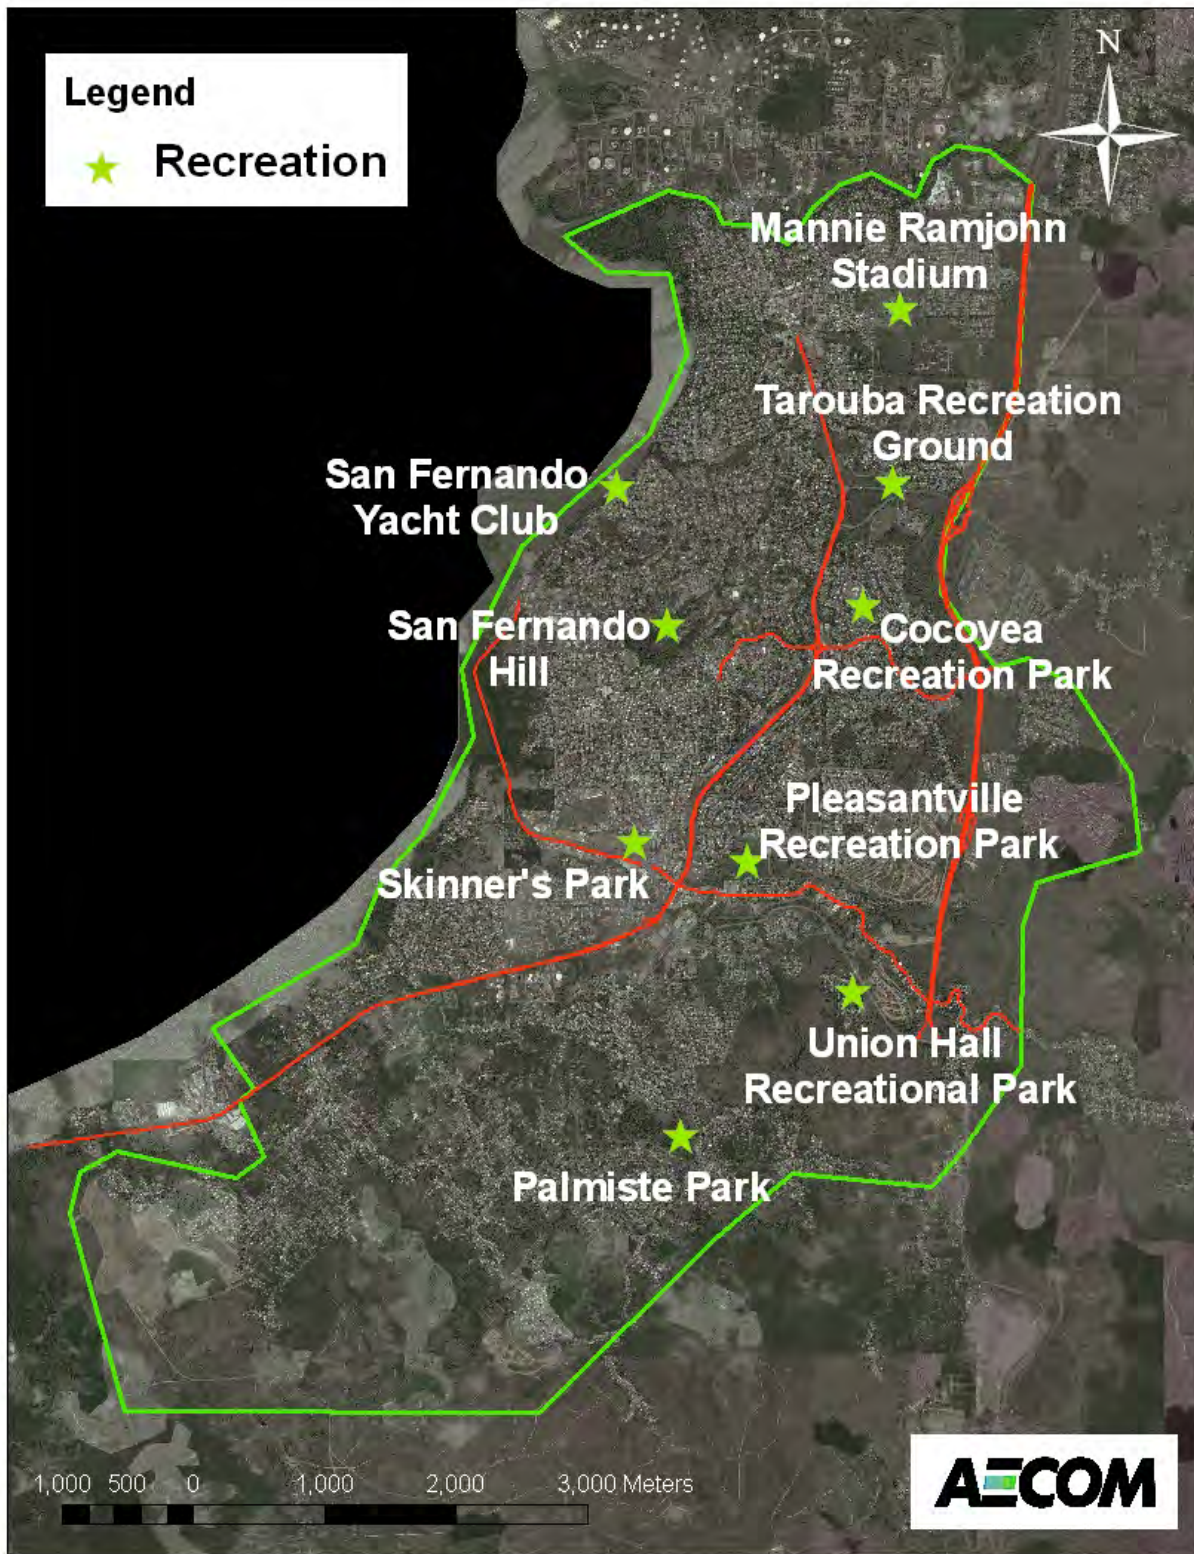 N
Legend
Recreation
Mannie Ramjohn
Stadium
Tarouba Recreation
Ground
San Fernando
Yacht Club
San Fernando
Hill
Cocoyea
Recreation Park
Pleasantville
Recreation Park
Skinner's Park
Union Hall
Recreational Park
Palmiste Park
1,000 500 0 1,000 2,000 3,000 Meters
AECOM